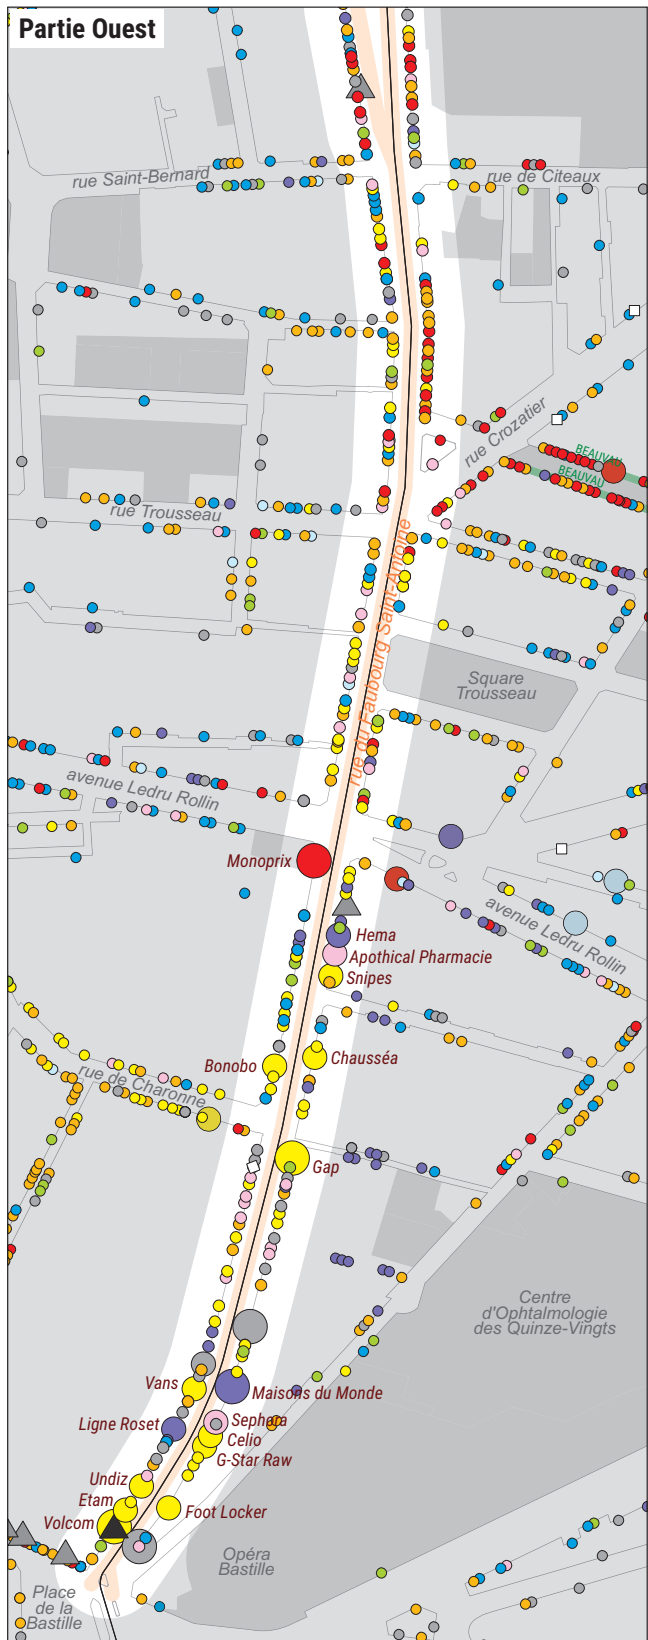 Partie Ouest
rue Saint-Bernard
rue de Citeaux
rue Crozatier
BEAUVAU
BEAUVAU
rue Trousseau
rue du Faubourg Saint-Antoine
Square
Trousseau
avenue Ledru Rollin
Monoprix
avenue Ledru Rollin
Hema
Apothical Pharmacie
Snipes
Chausséa
Bonobo
rue de Charonne
Gap
Centre
d'Ophtalmologie
des Quinze-Vingts
Vans
Maisons du Monde
Ligne Roset
Sephora
Celio
G-Star Raw
Undiz
Etam
Foot Locker
Volcom
Opéra
Bastille
Place
de la
Bastille